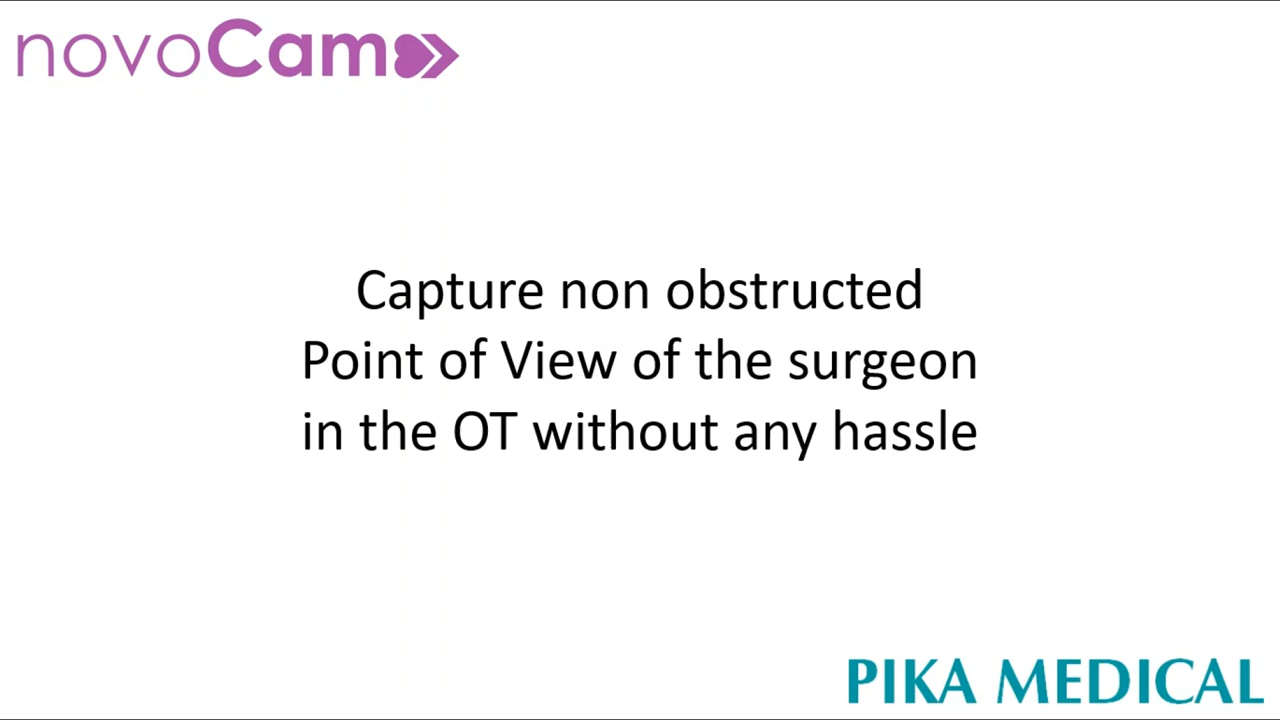 novoCam
Capture non obstructed
Point of View of the surgeon
in the OT without any hassle
PIKA MEDICAL